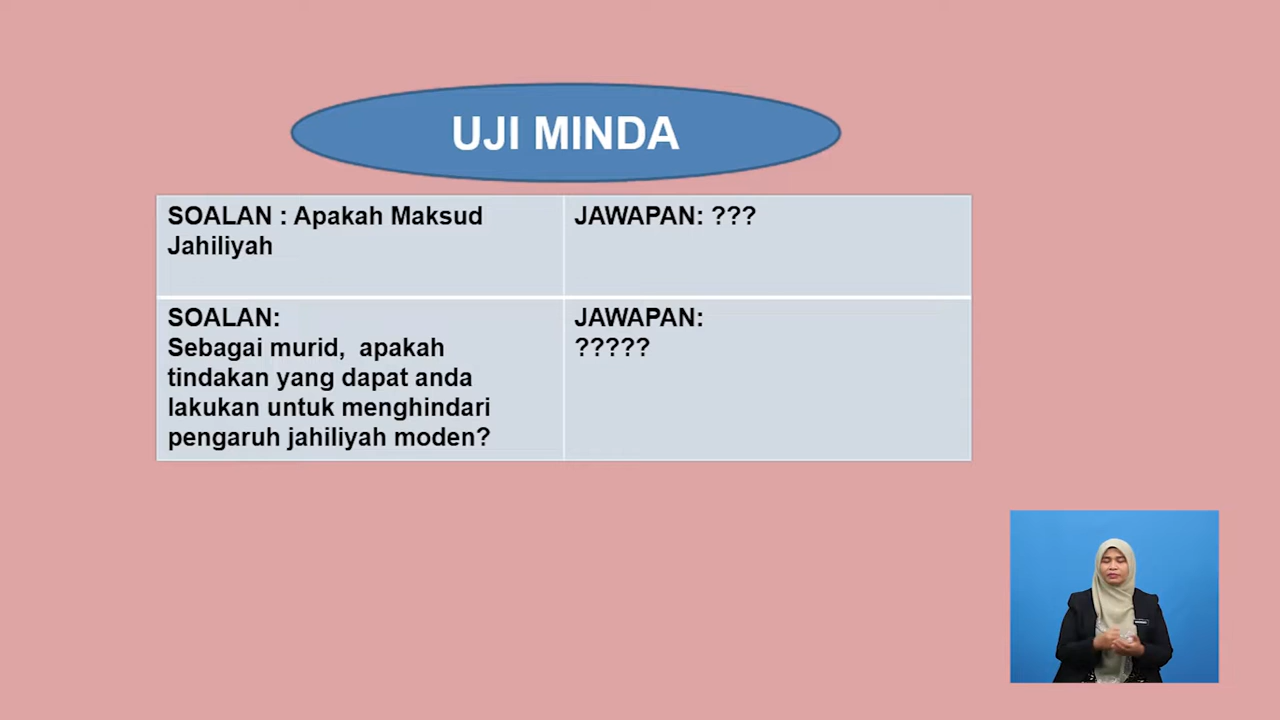 UJI MINDA
SOALAN : Apakah Maksud
Jahiliyah
JAWAPAN: ???
SOALAN:
Sebagai murid,  apakah
tindakan yang dapat anda
lakukan untuk menghindari
pengaruh jahiliyah moden?
JAWAPAN:
?????